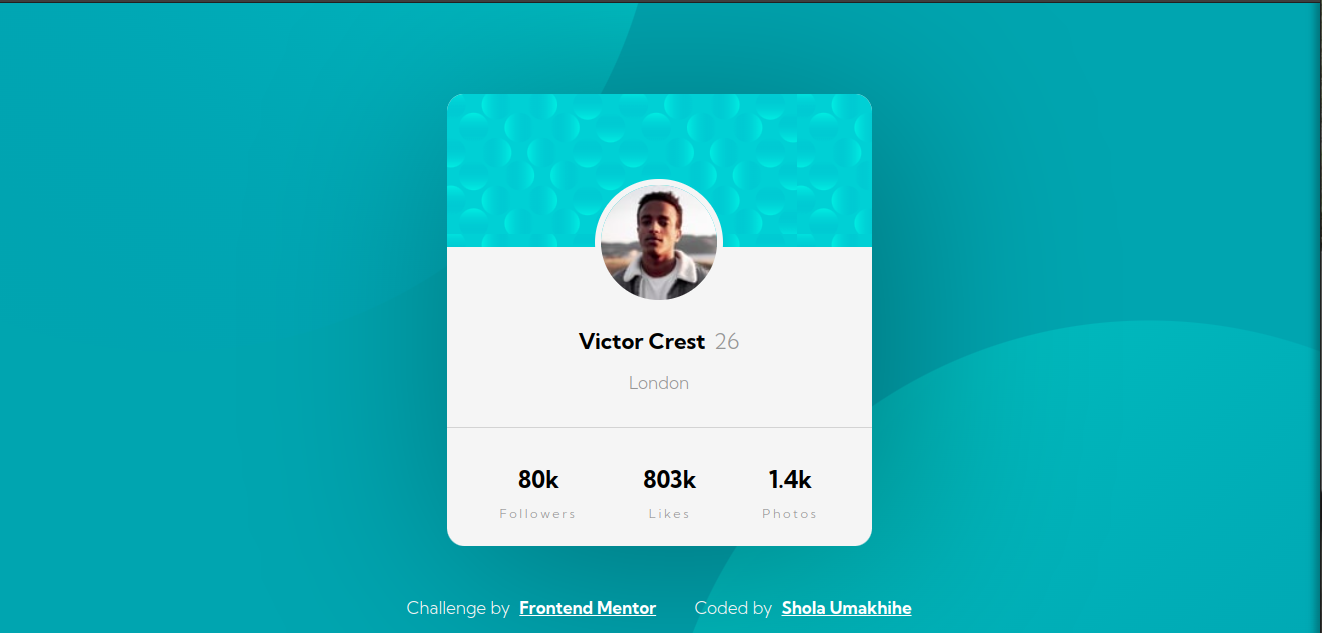 Victor Crest 26
London
80k 803k 1.4k
Followers Likes Photos
Challenge by Frontend Mentor Coded by Shola Umakhihe